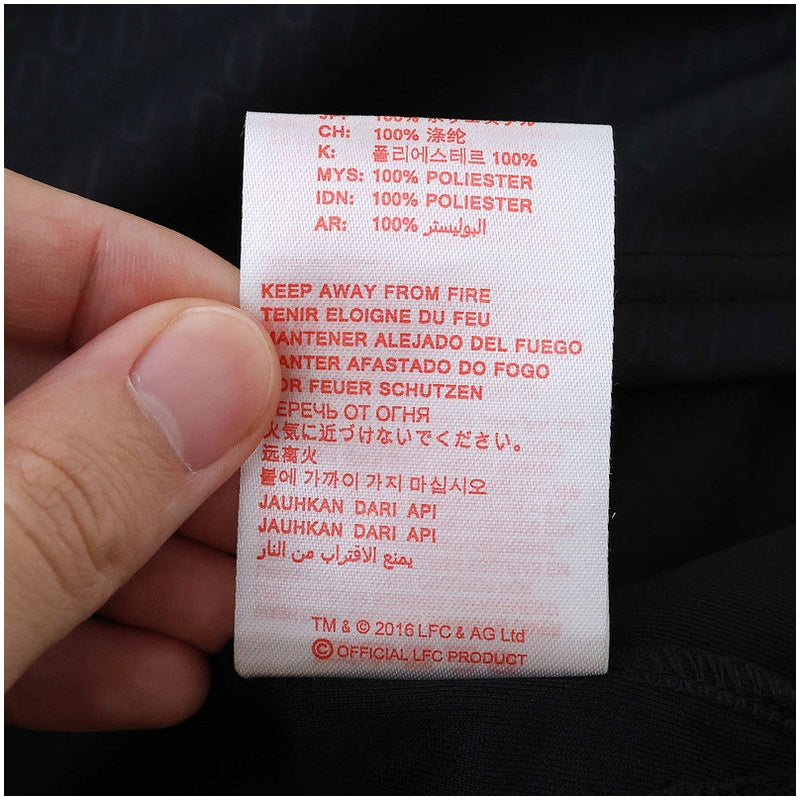 100%
CH: 100% 涤纶
K: 폴리에스테르 100%
MYS: 100% POLIESTER
IDN: 100% POLIESTER
AR: 100% البوليستر
KEEP AWAY FROM FIRE
TENIR ELOIGNE DU FEU
MANTENER ALEJADO DEL FUEGO
MANTER AFASTADO DO FOGO
FEUER SCHUTZEN
ОТ ОГНЯ
火気に近づけないでください。
远离火
불에 가까이 가지 마십시오
JAUHKAN DARI API
JAUHKAN DARI API
يمنع الاقتراب من النار
TM & © 2016 LFC & AG Ltd
© OFFICIAL LFC PRODUCT